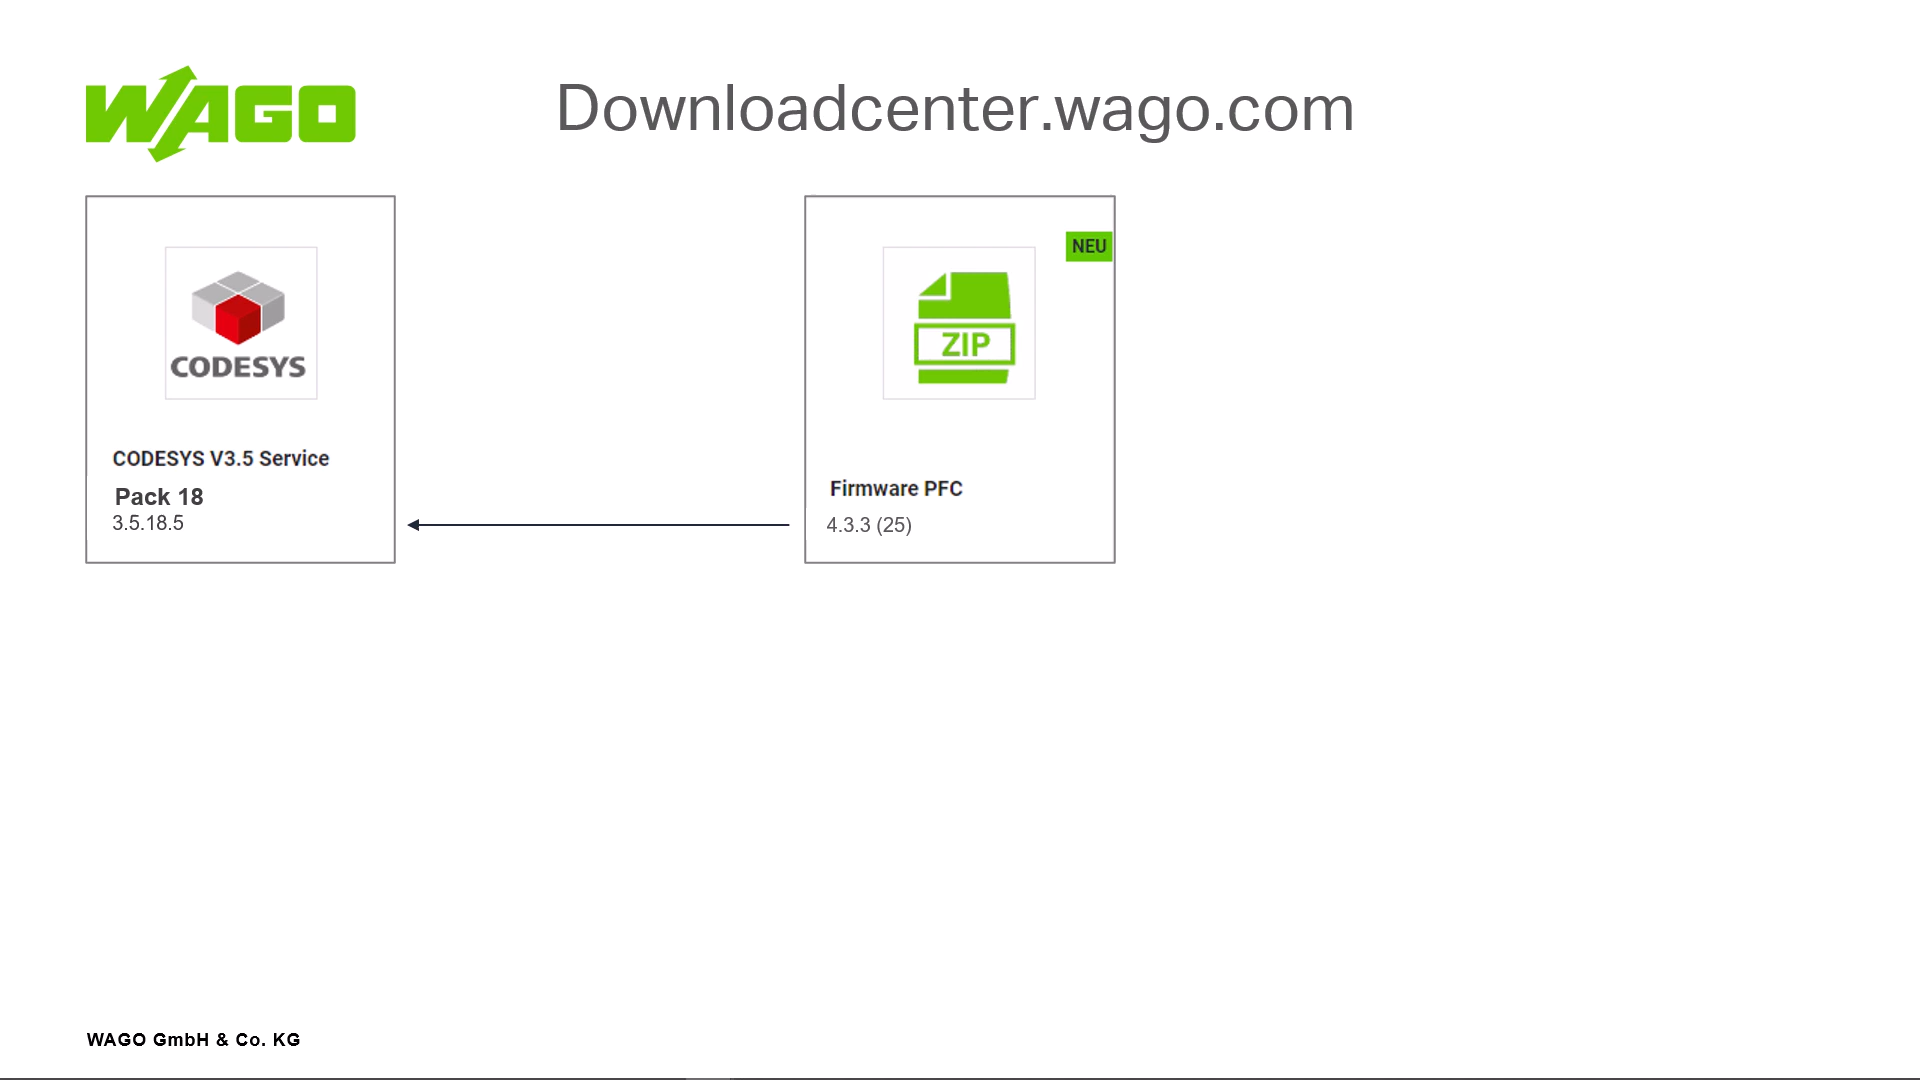 WAGO
Downloadcenter.wago.com
CODESYS
CODESYS V3.5 Service
Pack 18
3.5.18.5
NEU
ZIP
Firmware PFC
4.3.3 (25)
WAGO GmbH & Co. KG